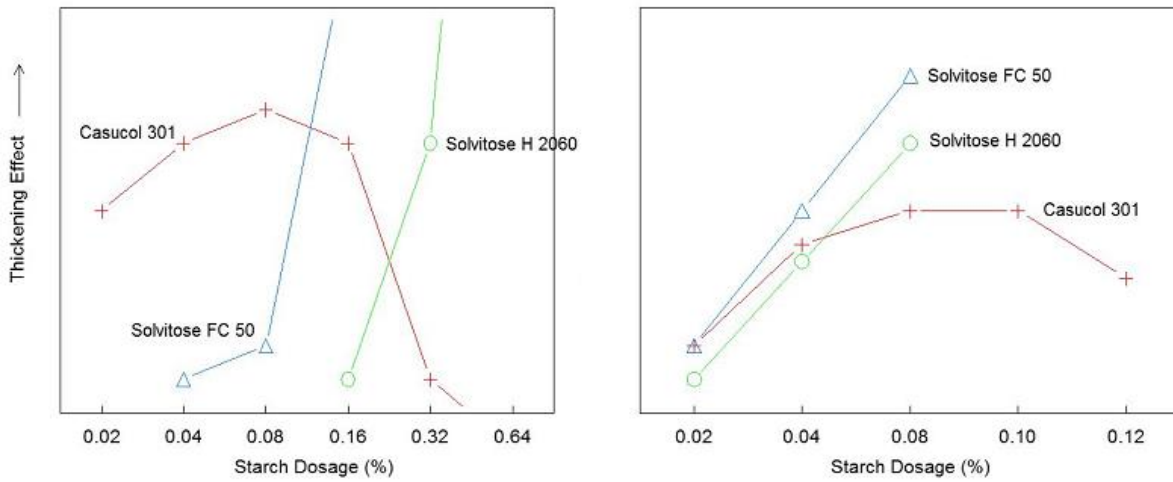 Thickening Effect
Casucol 301
Solvitose H 2060
Solvitose FC 50
0.02 0.04 0.08 0.16 0.32 0.64
Starch Dosage (%)
Solvitose FC 50
Solvitose H 2060
Casucol 301
0.02 0.04 0.08 0.10 0.12
Starch Dosage (%)